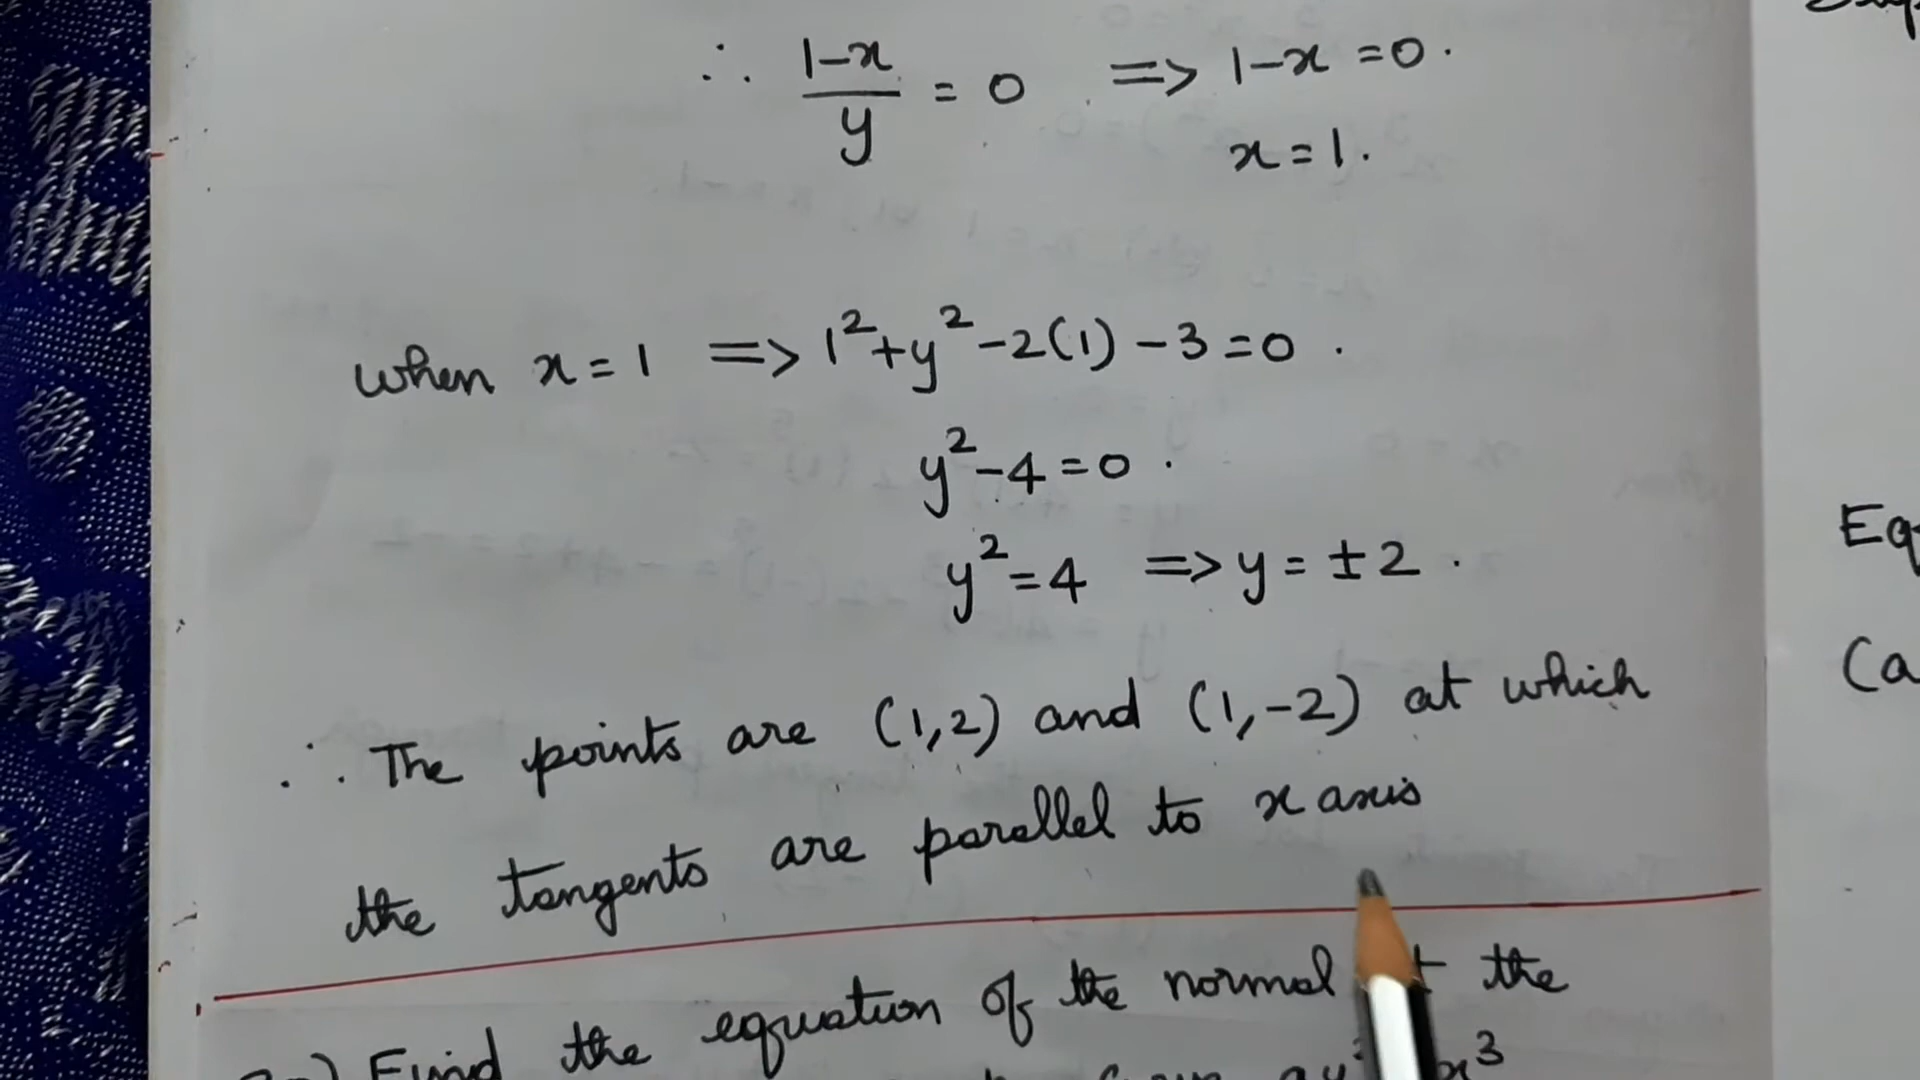 ∴ (1-x)/y = 0 => 1-x = 0.
x = 1.
when x = 1 => 1² + y² - 2(1) - 3 = 0.
y² - 4 = 0.
y² = 4 => y = ± 2.
∴ The points are (1,2) and (1,-2) at which
the tangents are parallel to x axis
Find the equation of the normal the
x³
Eq
(a